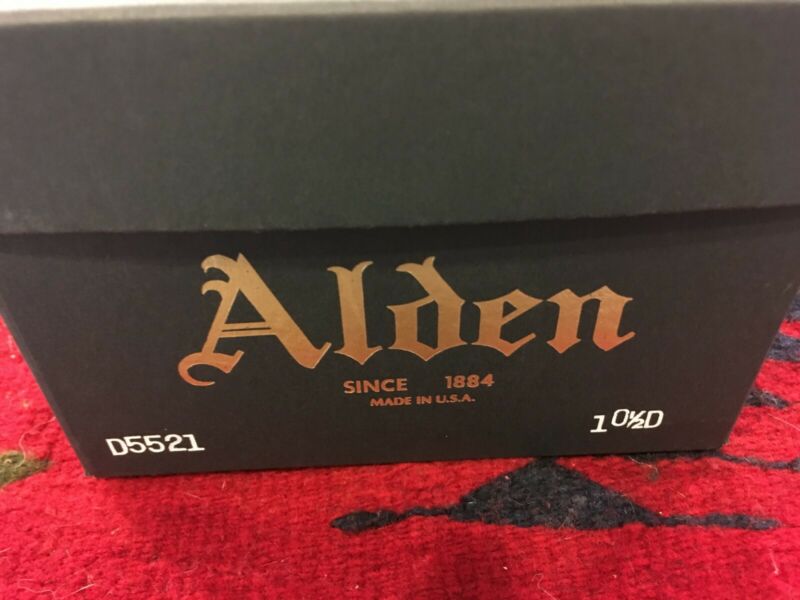 Alden
SINCE 1884
MADE IN U.S.A.
D5521
10½D